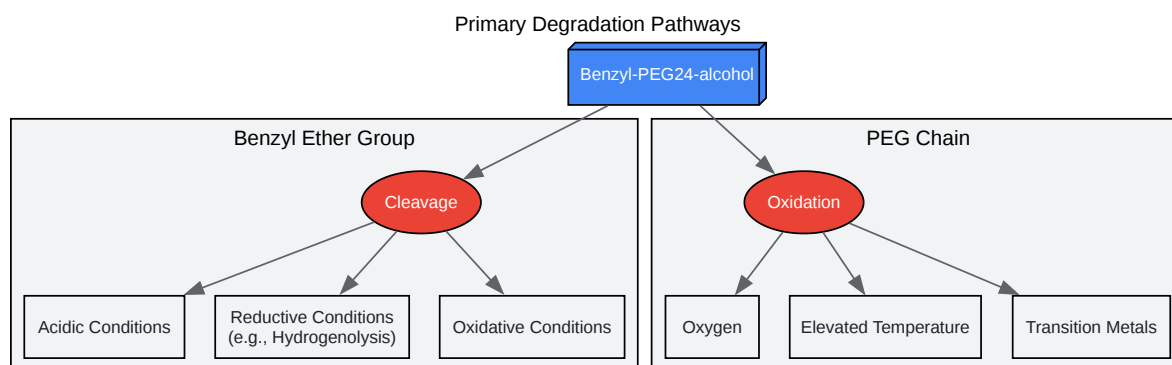 Primary Degradation Pathways
Benzyl-PEG24-alcohol
Benzyl Ether Group
PEG Chain
Cleavage
Oxidation
Acidic Conditions
Reductive Conditions
(e.g., Hydrogenolysis)
Oxidative Conditions
Oxygen
Elevated Temperature
Transition Metals